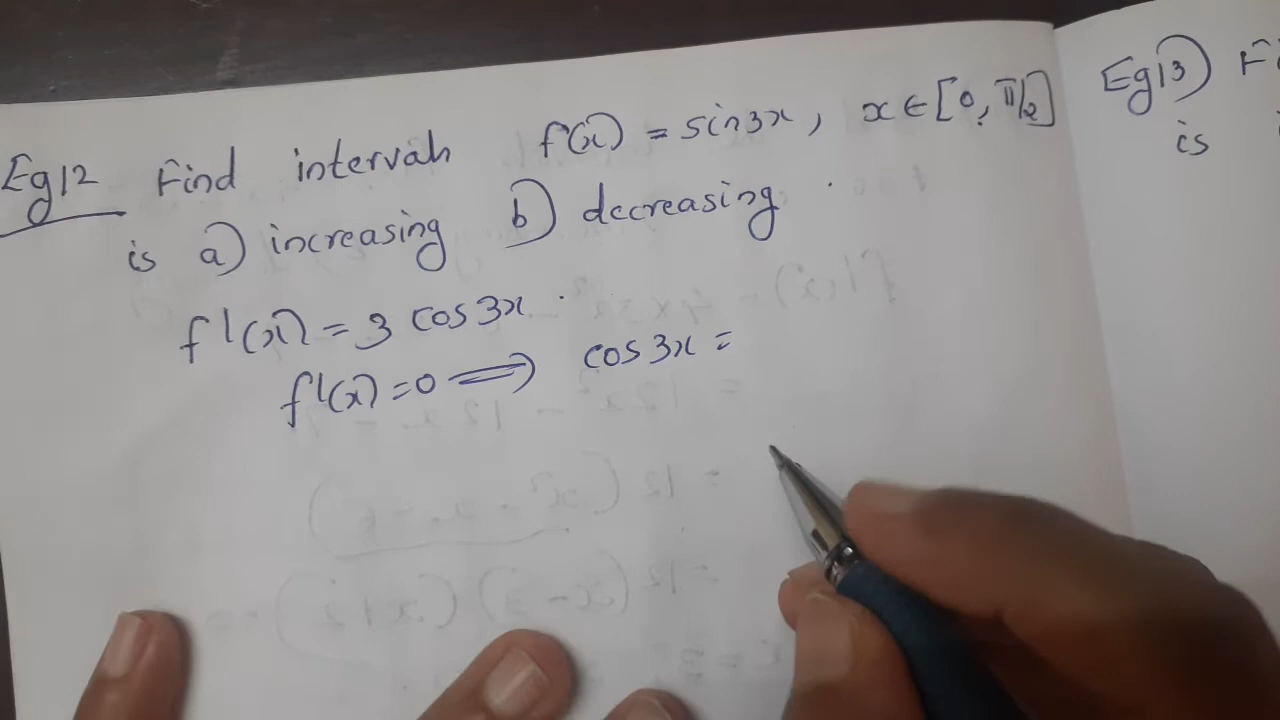 Eg12 Find intervals f(x) = sin3x, x ∈ [0, π/2]
is a) increasing b) decreasing
f'(x) = 3 cos 3x .
f'(x) = 0 ⟹ cos 3x =
Eg13)
is